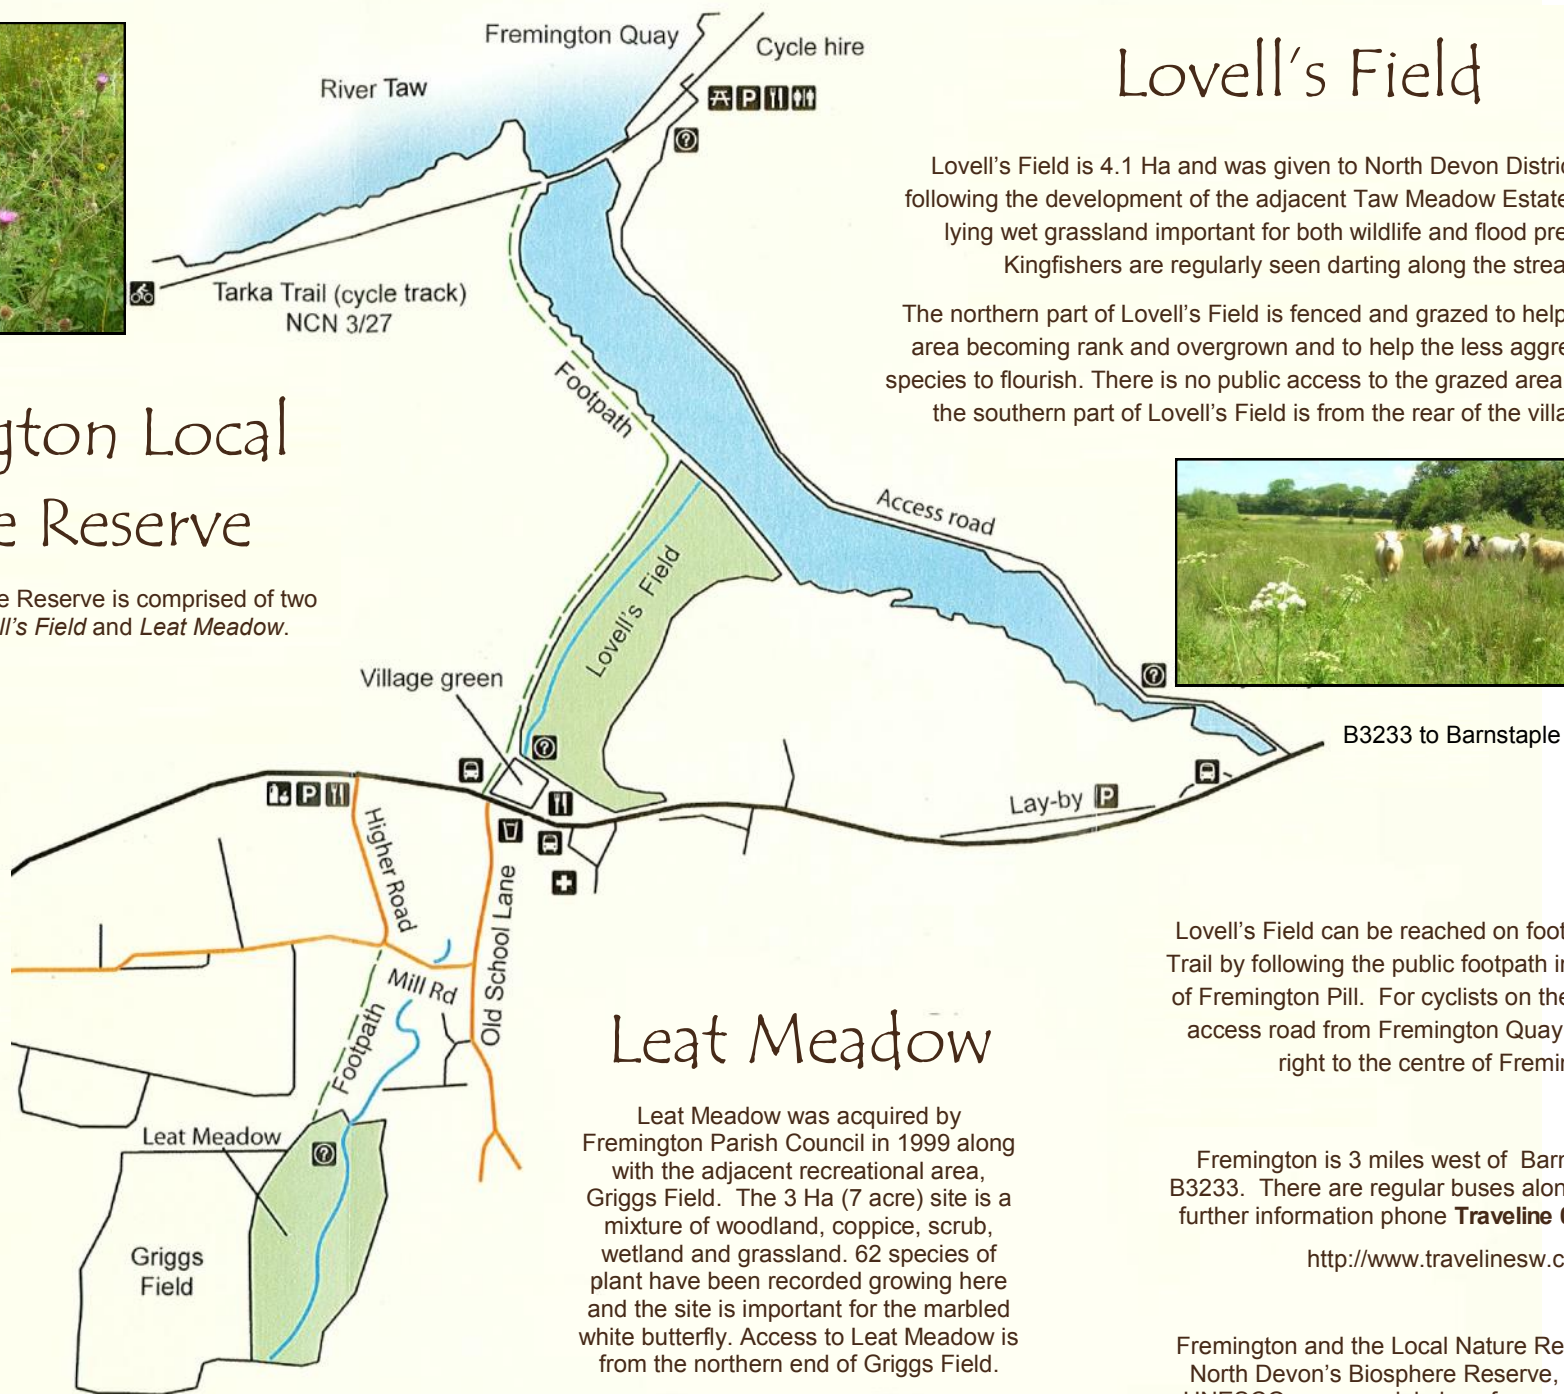 Fremington Quay
Cycle hire
River Taw
P
?
Tarka Trail (cycle track)
NCN 3/27
Footpath
Access road
Lovell's Field
Village green
?
?
P
Higher Road
Old School Lane
Mill Rd
Footpath
Lay-by P
B3233 to Barnstaple
Leat Meadow
?
Griggs
Field
Local
Reserve
Reserve is comprised of two
Field and Leat Meadow.
Lovell's Field
Lovell's Field is 4.1 Ha and was given to North Devon
following the development of the adjacent Taw Meadow Estate
lying wet grassland important for both wildlife and flood
Kingfishers are regularly seen darting along the
The northern part of Lovell's Field is fenced and grazed to help
area becoming rank and overgrown and to help the less
species to flourish. There is no public access to the grazed area
the southern part of Lovell's Field is from the rear of the
Lovell's Field can be reached on foot
Trail by following the public footpath
of Fremington Pill. For cyclists on the
access road from Fremington Quay
right to the centre of
Fremington is 3 miles west of
B3233. There are regular buses
further information phone Traveline
http://www.travelinesw.c
Fremington and the Local Nature
North Devon's Biosphere Reserve,
Leat Meadow
Leat Meadow was acquired by
Fremington Parish Council in 1999 along
with the adjacent recreational area,
Griggs Field. The 3 Ha (7 acre) site is a
mixture of woodland, coppice, scrub,
wetland and grassland. 62 species of
plant have been recorded growing here
and the site is important for the marbled
white butterfly. Access to Leat Meadow is
from the northern end of Griggs Field.